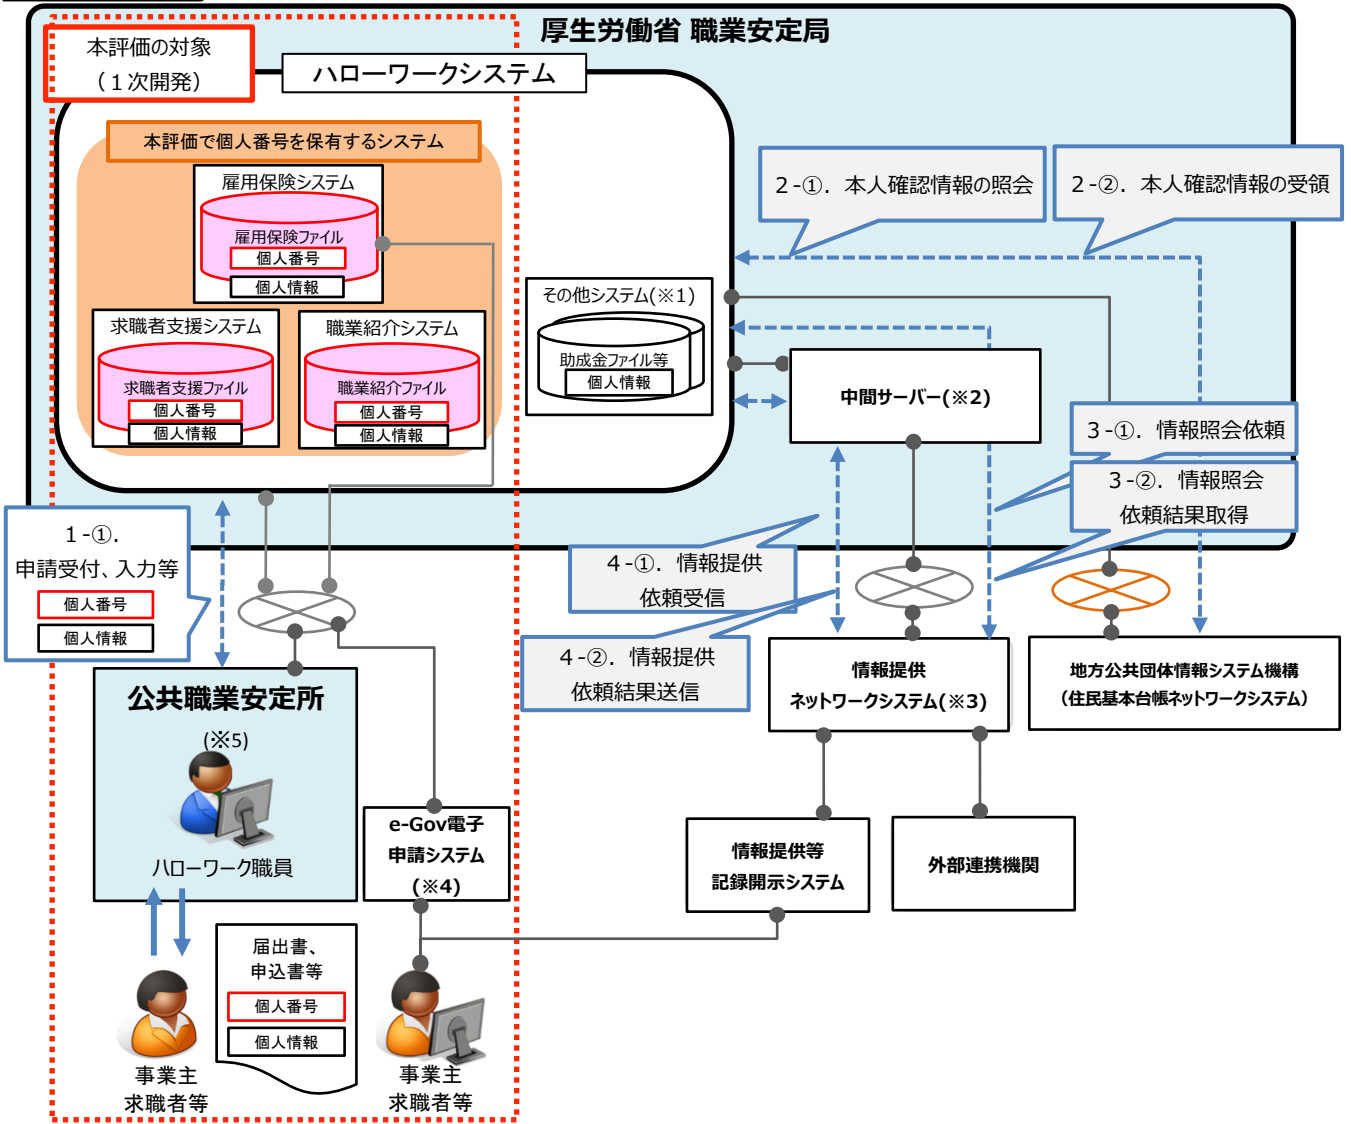 厚生労働省 職業安定局
本評価の対象
（１次開発）
ハローワークシステム
本評価で個人番号を保有するシステム
雇用保険システム
雇用保険ファイル
個人番号
個人情報
求職者支援システム
求職者支援ファイル
個人番号
個人情報
職業紹介システム
職業紹介ファイル
個人番号
個人情報
その他システム(※1)
助成金ファイル等
個人情報
２-①．本人確認情報の照会
２-②．本人確認情報の受領
中間サーバー(※2)
３-①．情報照会依頼
３-②．情報照会
依頼結果取得
１-①．
申請受付、入力等
個人番号
個人情報
４-①．情報提供
依頼受信
４-②．情報提供
依頼結果送信
情報提供
ネットワークシステム(※3)
地方公共団体情報システム機構
（住民基本台帳ネットワークシステム）
公共職業安定所
(※5)
ハローワーク職員
e-Gov電子
申請システム
(※4)
情報提供等
記録開示システム
外部連携機関
届出書、
申込書等
個人番号
個人情報
事業主
求職者等
事業主
求職者等